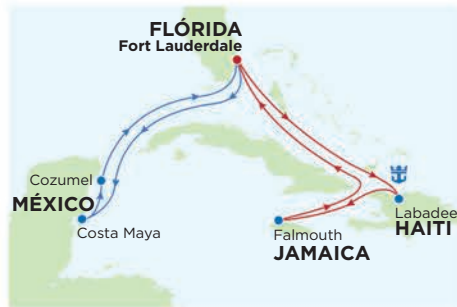 FLÓRIDA
Fort Lauderdale
Cozumel
MÉXICO
Costa Maya
Labadee
HAITI
Falmouth
JAMAICA